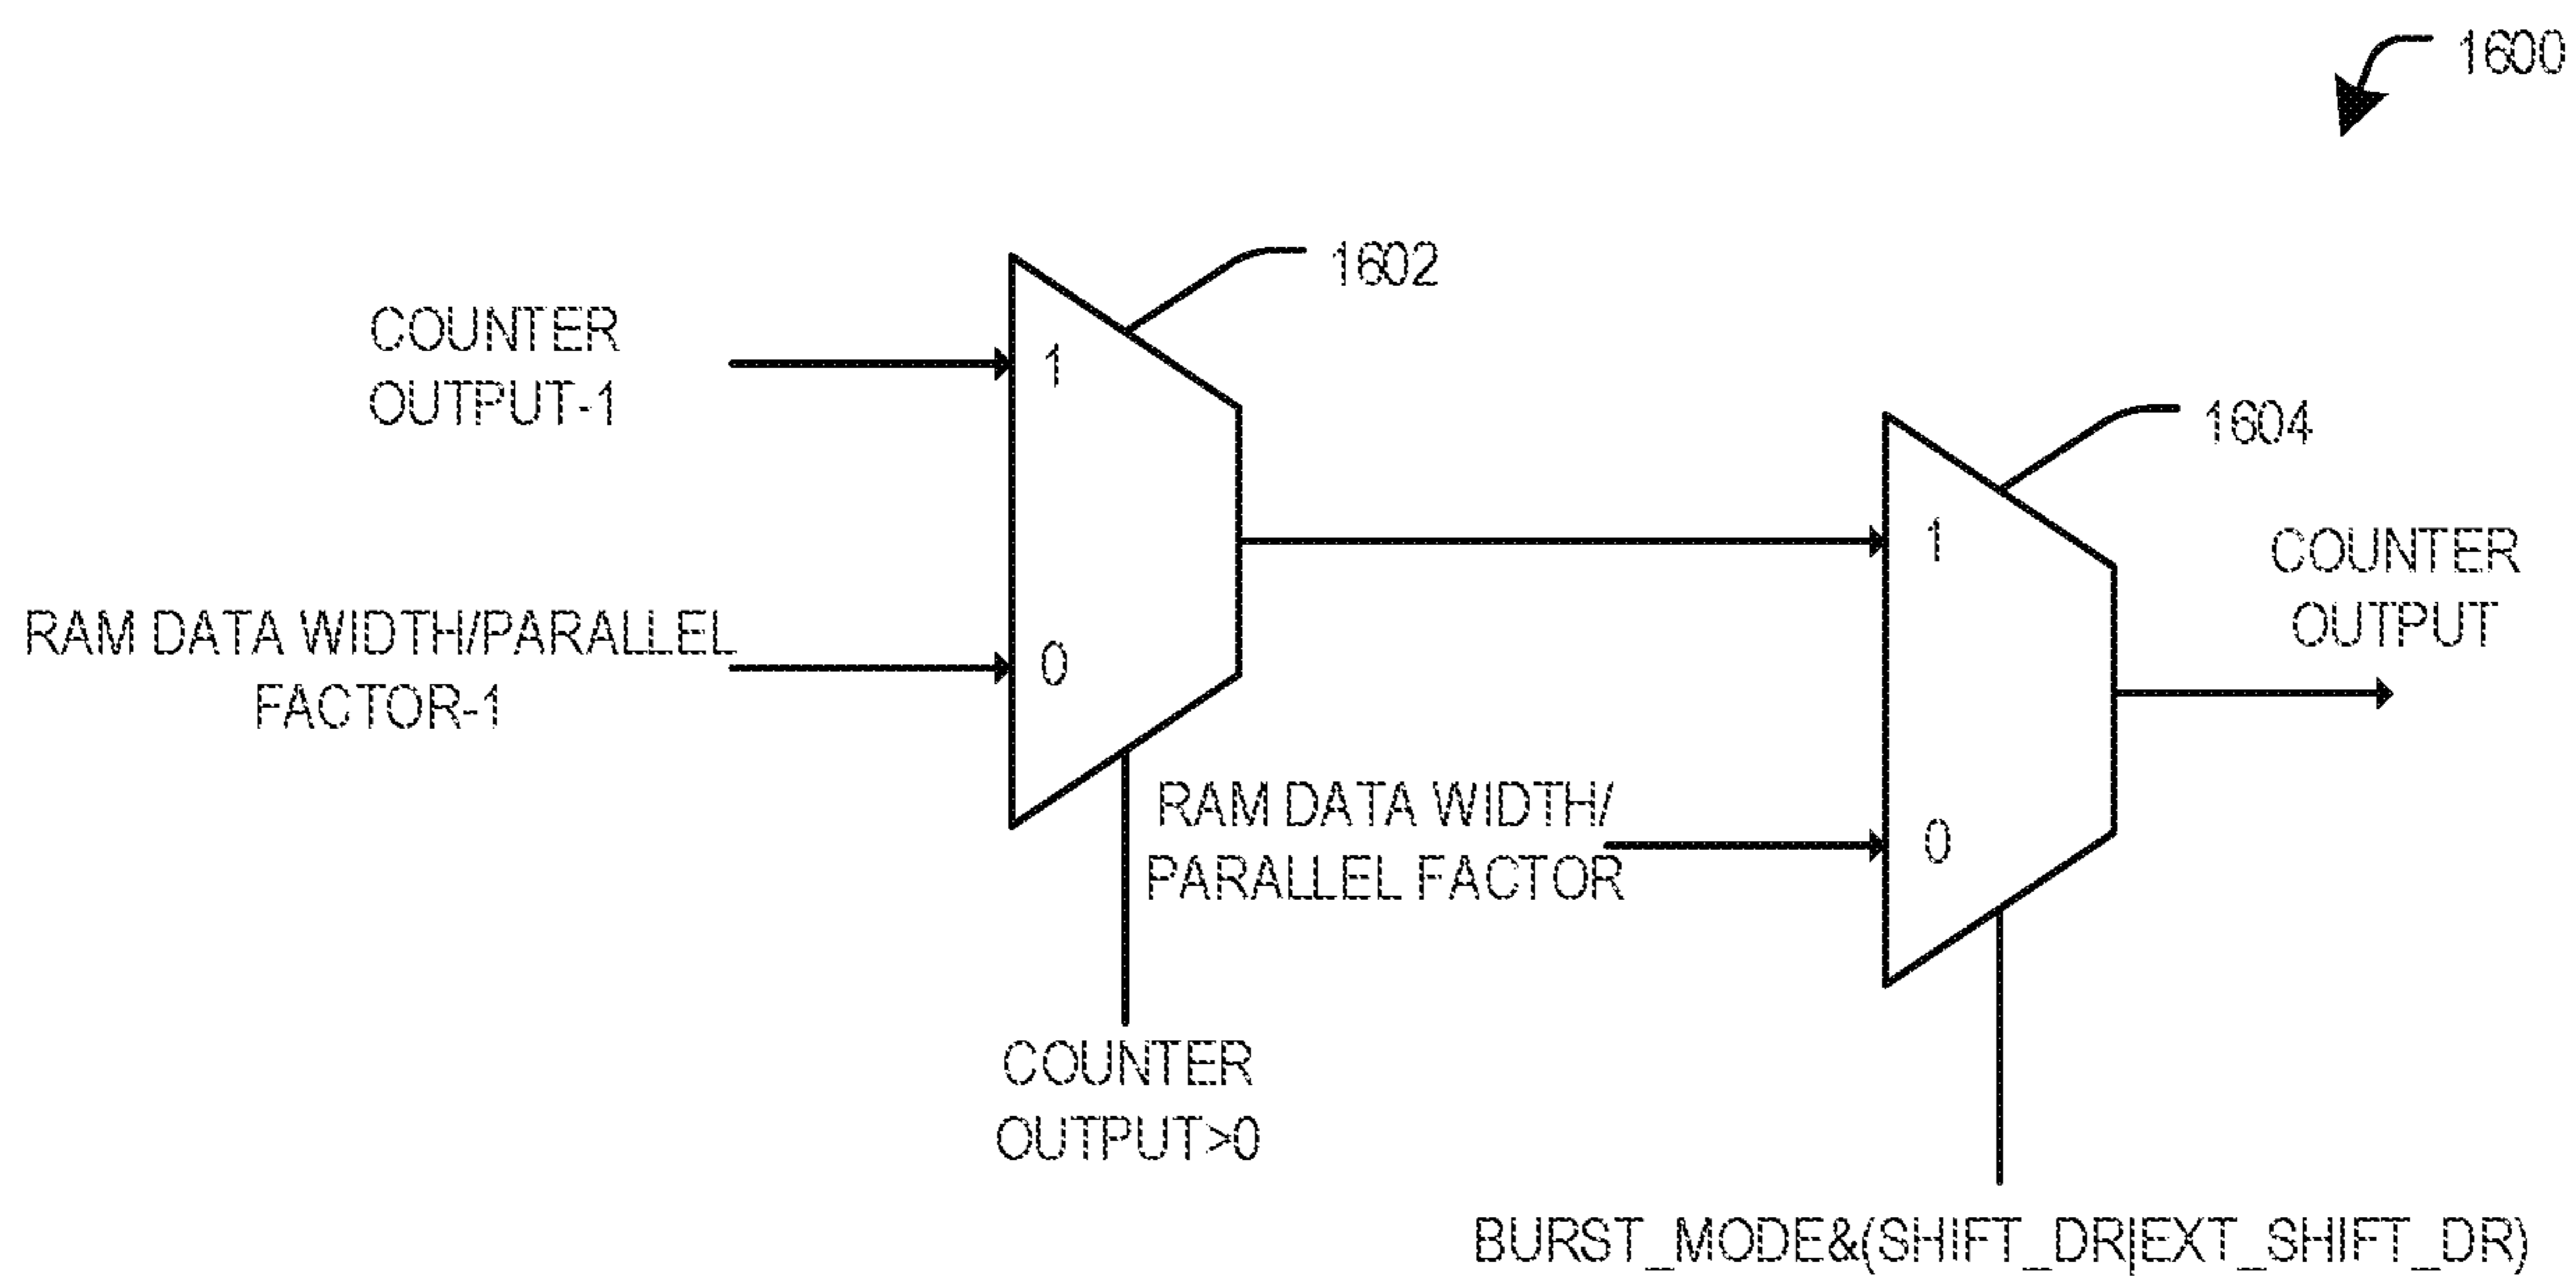 1600
1602
COUNTER
OUTPUT-1
1
1604
1
COUNTER
OUTPUT
RAM DATA WIDTH/PARALLEL
FACTOR-1
0
RAM DATA WIDTH/
PARALLEL FACTOR
0
COUNTER
OUTPUT>0
BURST_MODE&(SHIFT_DR|EXT_SHIFT_DR)